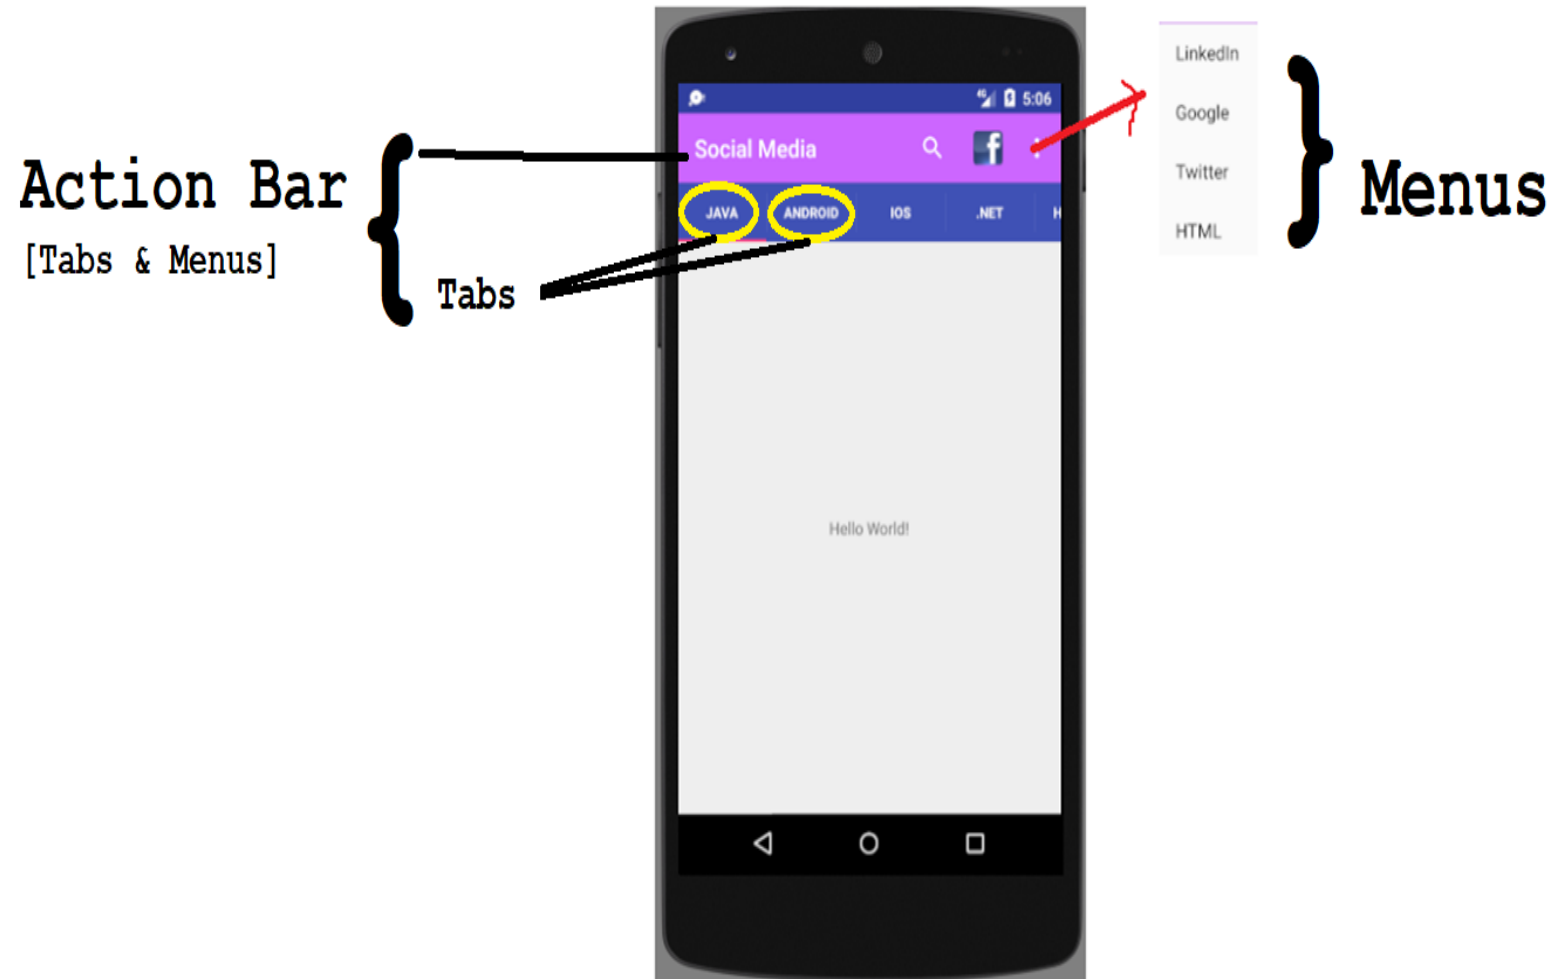 Action Bar
[Tabs & Menus]
Tabs
4G 5:06
Social Media
f
JAVA ANDROID IOS .NET H
Hello World!
LinkedIn
Google
Twitter
HTML
Menus